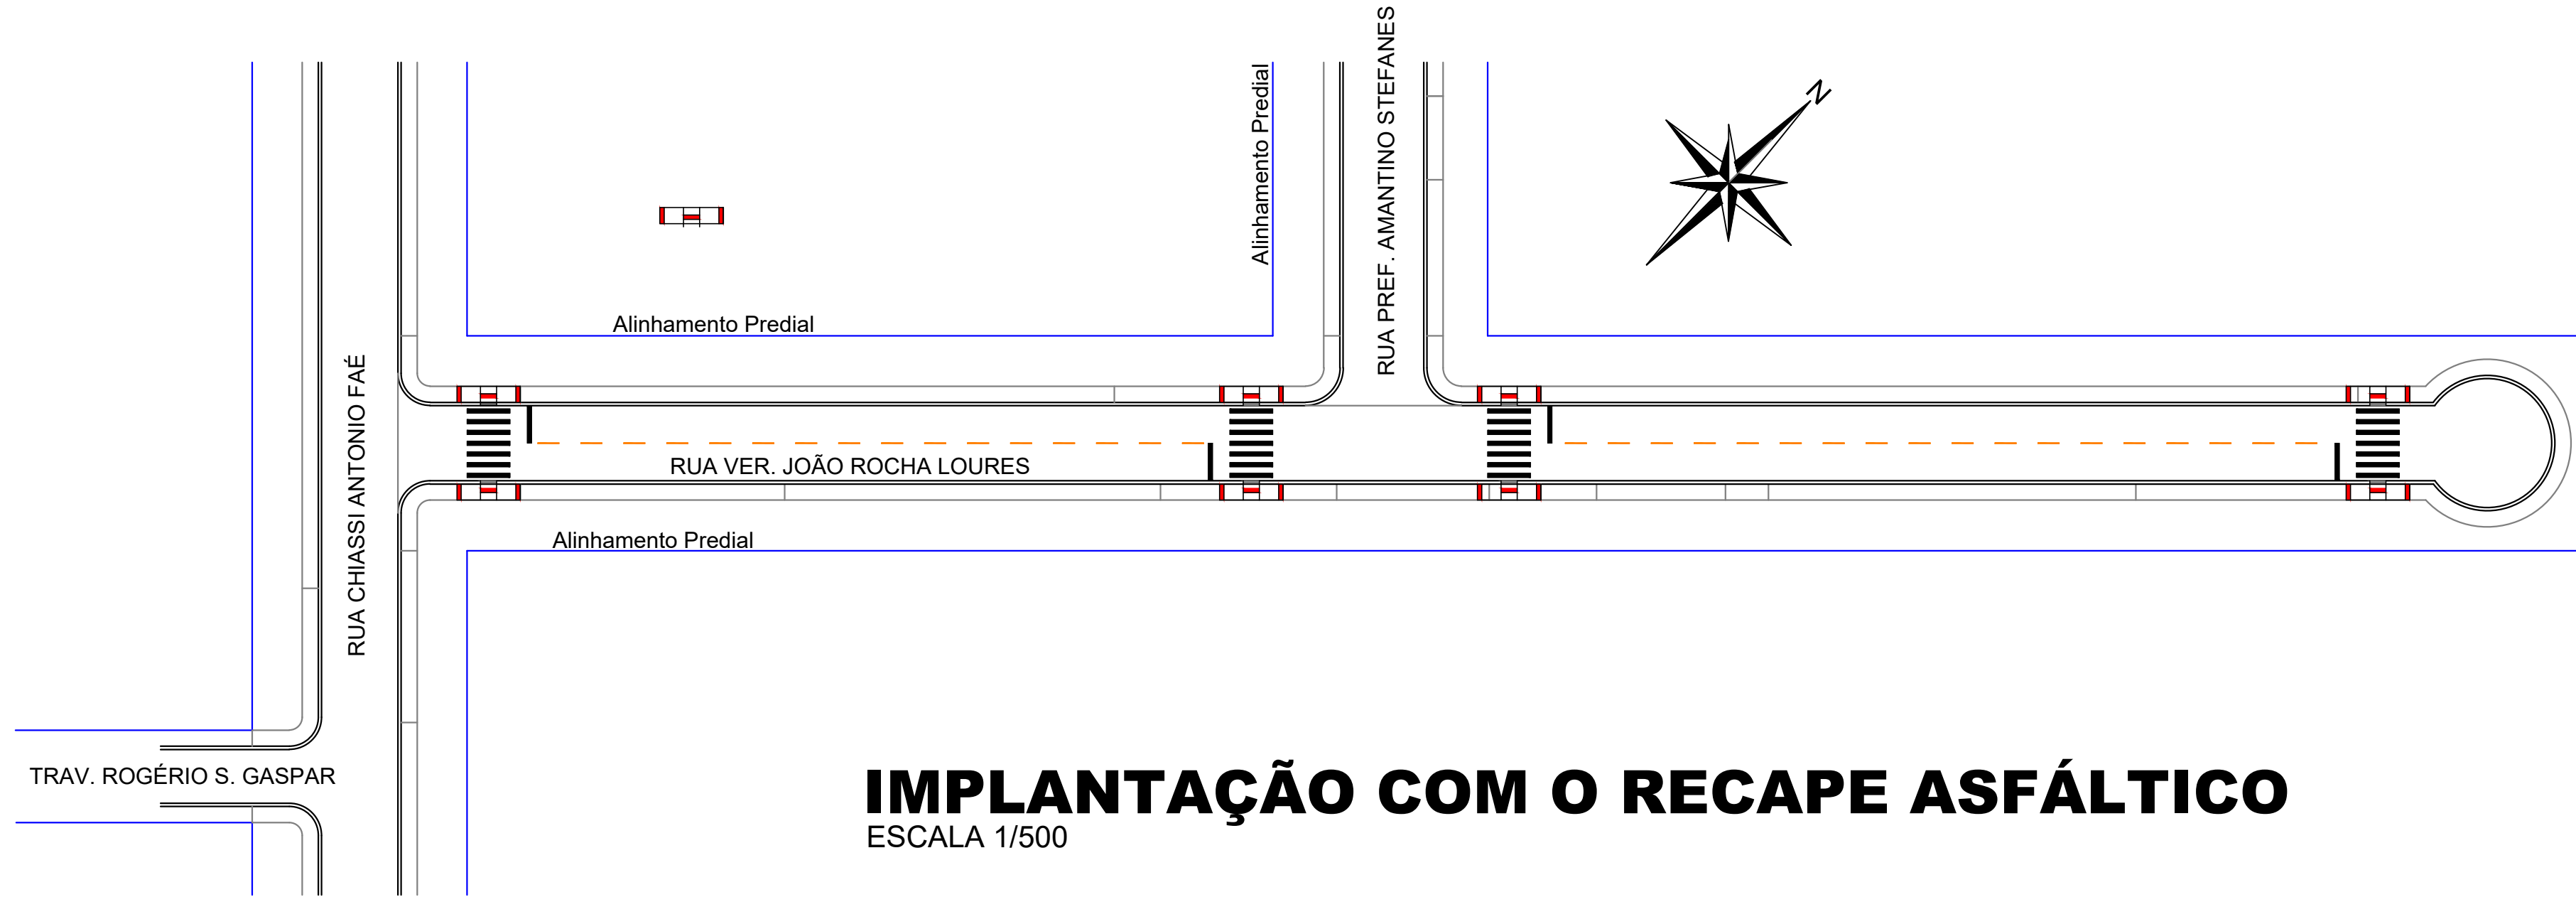 RUA PREF. AMANTINO STEFANES
Alinhamento Predial
N
Alinhamento Predial
RUA CHIASSI ANTONIO FAÉ
RUA VER. JOÃO ROCHA LOURES
Alinhamento Predial
TRAV. ROGÉRIO S. GASPAR
IMPLANTAÇÃO COM O RECAPE ASFÁLTICO
ESCALA 1/500